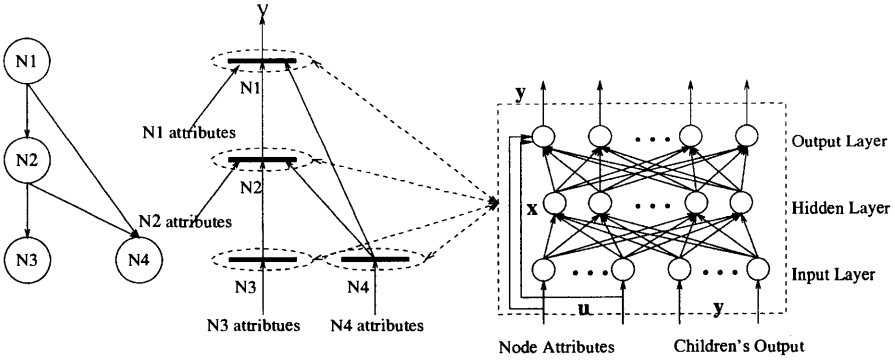 N1
N2
N3
N4
y
N1
N1 attributes
N2
N2 attributes
N3
N4
N3 attribtues
N4 attributes
y
Output Layer
x
Hidden Layer
Input Layer
u
y
Node Attributes
Children's Output